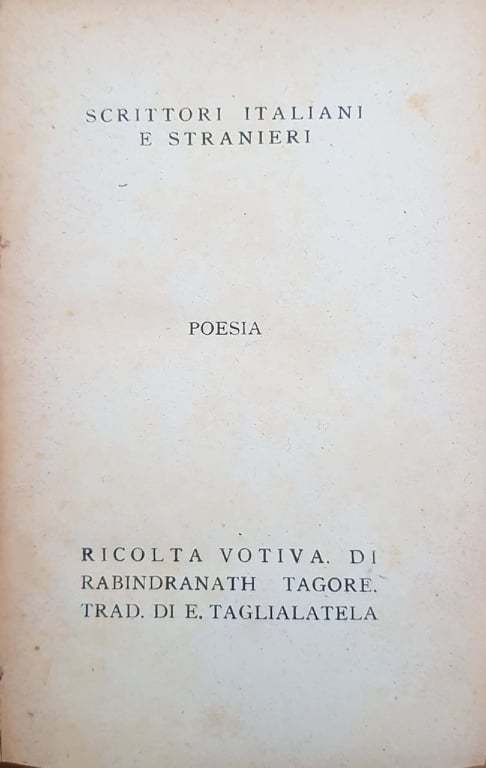 SCRITTORI ITALIANI
E STRANIERI
POESIA
RICOLTA VOTIVA. DI
RABINDRANATH TAGORE.
TRAD. DI E. TAGLIALATELA